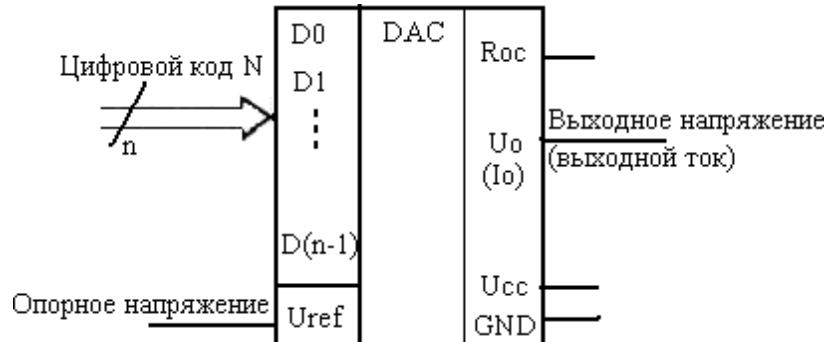 Цифровой код N
n
Опорное напряжение
D0
D1
D(n-1)
Uref
DAC
Roc
Uo
(Io)
Ucc
GND
Выходное напряжение
(выходной ток)